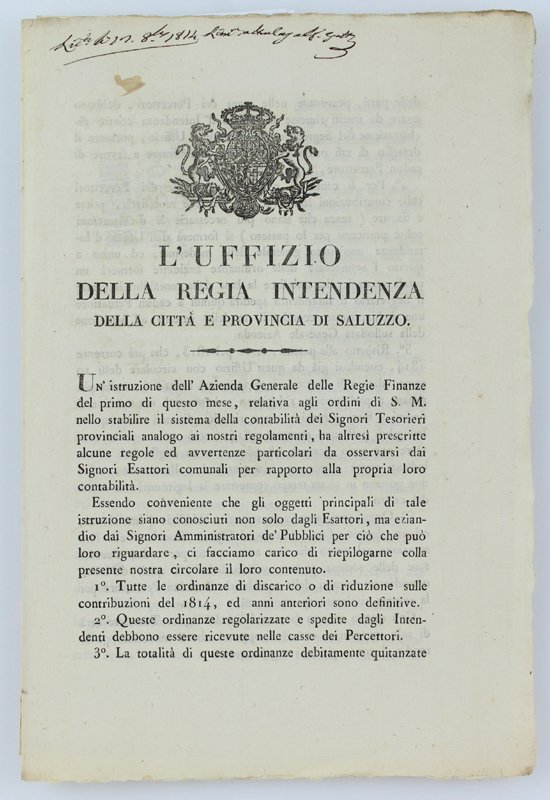 8.bre 1814
L'UFFIZIO
DELLA REGIA INTENDENZA
DELLA CITTÀ E PROVINCIA DI SALUZZO.
UN' istruzione dell' Azienda Generale delle Regie Finanze
del primo di questo mese, relativa agli ordini di S. M.
nello stabilire il sistema della contabilità dei Signori Tesorieri
provinciali analogo ai nostri regolamenti, ha altresì prescritte
alcune regole ed avvertenze particolari da osservarsi dai
Signori Esattori comunali per rapporto alla propria loro
contabilità.
Essendo conveniente che gli oggetti principali di tale
istruzione siano conosciuti non solo dagli Esattori, ma ezian-
dio dai Signori Amministratori de' Pubblici per ciò che può
loro riguardare, ci facciamo carico di riepilogarne colla
presente nostra circolare il loro contenuto.
1°. Tutte le ordinanze di discarico o di riduzione sulle
contribuzioni del 1814, ed anni anteriori sono definitive.
2°. Queste ordinanze regolarizzate e spedite dagli Inten-
denti debbono essere ricevute nelle casse dei Percettori.
3°. La totalità di queste ordinanze debitamente quitanzate